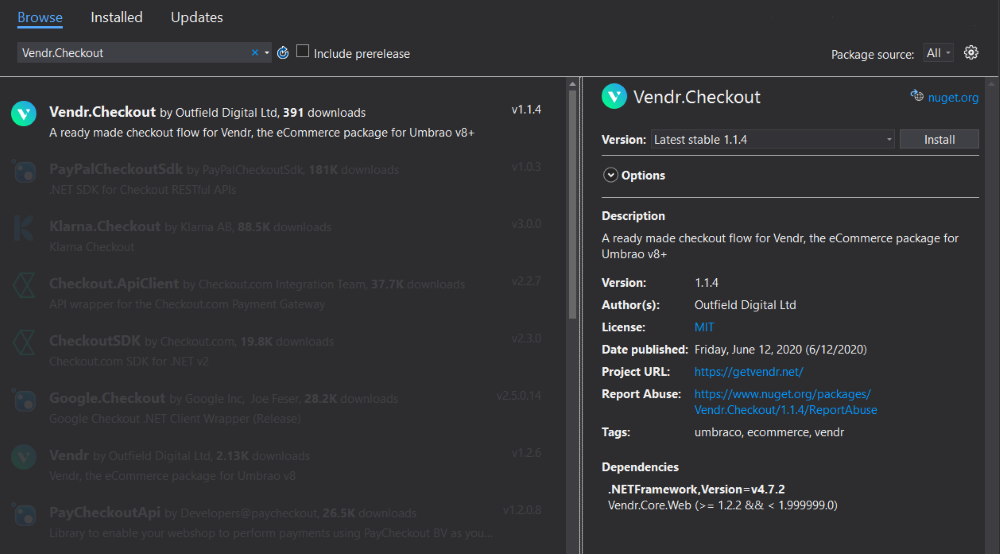 Browse Installed Updates
Vendr.Checkout
Include prerelease
Package source: All
Vendr.Checkout by Outfield Digital Ltd, 391 downloads v1.1.4
A ready made checkout flow for Vendr, the eCommerce package for Umbrao v8+
PayPalCheckoutSdk by PayPalCheckoutSdk, 181K downloads v1.0.3
.NET SDK for Checkout RESTful APIs
Klarna.Checkout by Klarna AB, 88.5K downloads v3.0.0
Klarna Checkout
Checkout.ApiClient by Checkout.com Integration Team, 37.7K downloads v2.2.7
API wrapper for the Checkout.com Payment Gateway
CheckoutSDK by Checkout.com, 19.8K downloads v2.3.0
Checkout.com SDK for .NET v2
Google.Checkout by Google Inc, Joe Feser, 28.2K downloads v2.5.0.14
Google Checkout .NET Client Wrapper (Release)
Vendr by Outfield Digital Ltd, 2.13K downloads v1.2.6
Vendr, the eCommerce package for Umbraco v8
PayCheckoutApi by Developers@paycheckout, 26.5K downloads v1.2.0.8
Library to enable your webshop to perform payments using PayCheckout BV as you...
Vendr.Checkout nuget.org
Version: Latest stable 1.1.4 Install
Options
Description
A ready made checkout flow for Vendr, the eCommerce package for
Umbrao v8+
Version: 1.1.4
Author(s): Outfield Digital Ltd
License: MIT
Date published: Friday, June 12, 2020 (6/12/2020)
Project URL: https://getvendr.net/
Report Abuse: https://www.nuget.org/packages/
Vendr.Checkout/1.1.4/ReportAbuse
Tags: umbraco, ecommerce, vendr
Dependencies
.NETFramework,Version=v4.7.2
Vendr.Core.Web (>= 1.2.2 && < 1.999999.0)